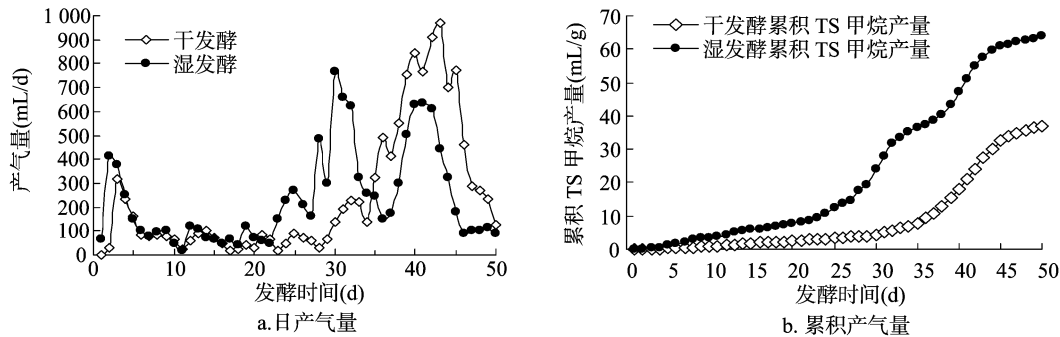 1 000
900
800
700
600
500
400
300
200
100
0
产气量(mL/d)
干发酵
湿发酵
0 10 20 30 40 50
发酵时间(d)
a.日产气量
70
60
50
40
30
20
10
0
累积 TS 甲烷产量(mL/g)
干发酵累积 TS 甲烷产量
湿发酵累积 TS 甲烷产量
0 5 10 15 20 25 30 35 40 45 50
发酵时间(d)
b. 累积产气量